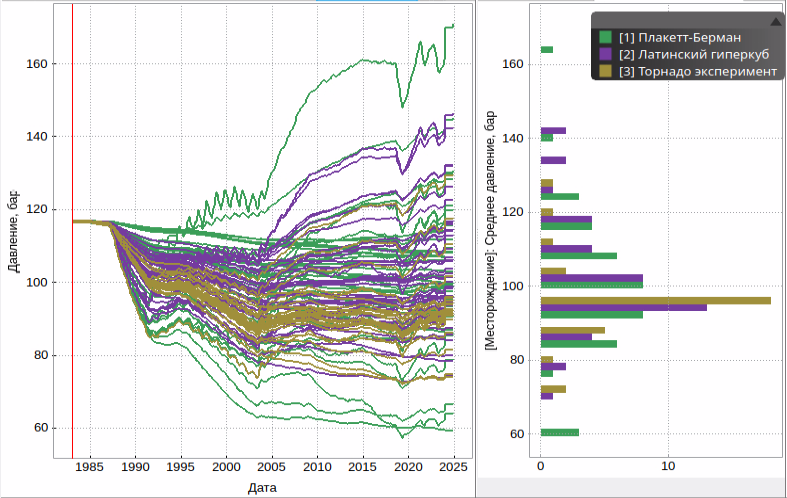 Давление, бар
160
140
120
100
80
60
1985 1990 1995 2000 2005 2010 2015 2020 2025
Дата
[1] Плакетт-Берман
[2] Латинский гиперкуб
[3] Торнадо эксперимент
[Месторождение]: Среднее давление, бар
160
140
120
100
80
60
0 10